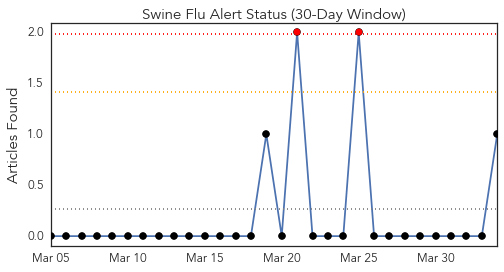 Swine Flu Alert Status (30-Day Window)
Articles Found
2.0
1.5
1.0
0.5
0.0
Mar 05 Mar 10 Mar 15 Mar 20 Mar 25 Mar 30